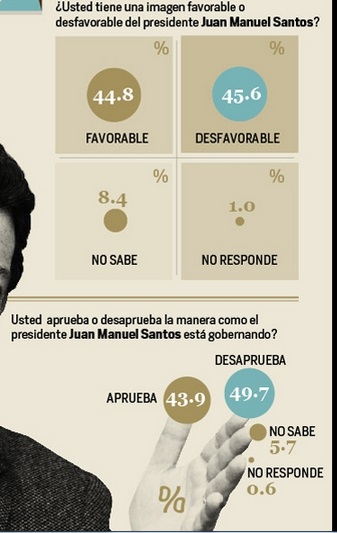 ¿Usted tiene una imagen favorable o
desfavorable del presidente Juan Manuel Santos?
%
44.8
FAVORABLE
%
45.6
DESFAVORABLE
%
8.4
NO SABE
%
1.0
NO RESPONDE
Usted aprueba o desaprueba la manera como el
presidente Juan Manuel Santos está gobernando?
DESAPRUEBA
APRUEBA 43.9
49.7
NO SABE
5.7
NO RESPONDE
0.6
%